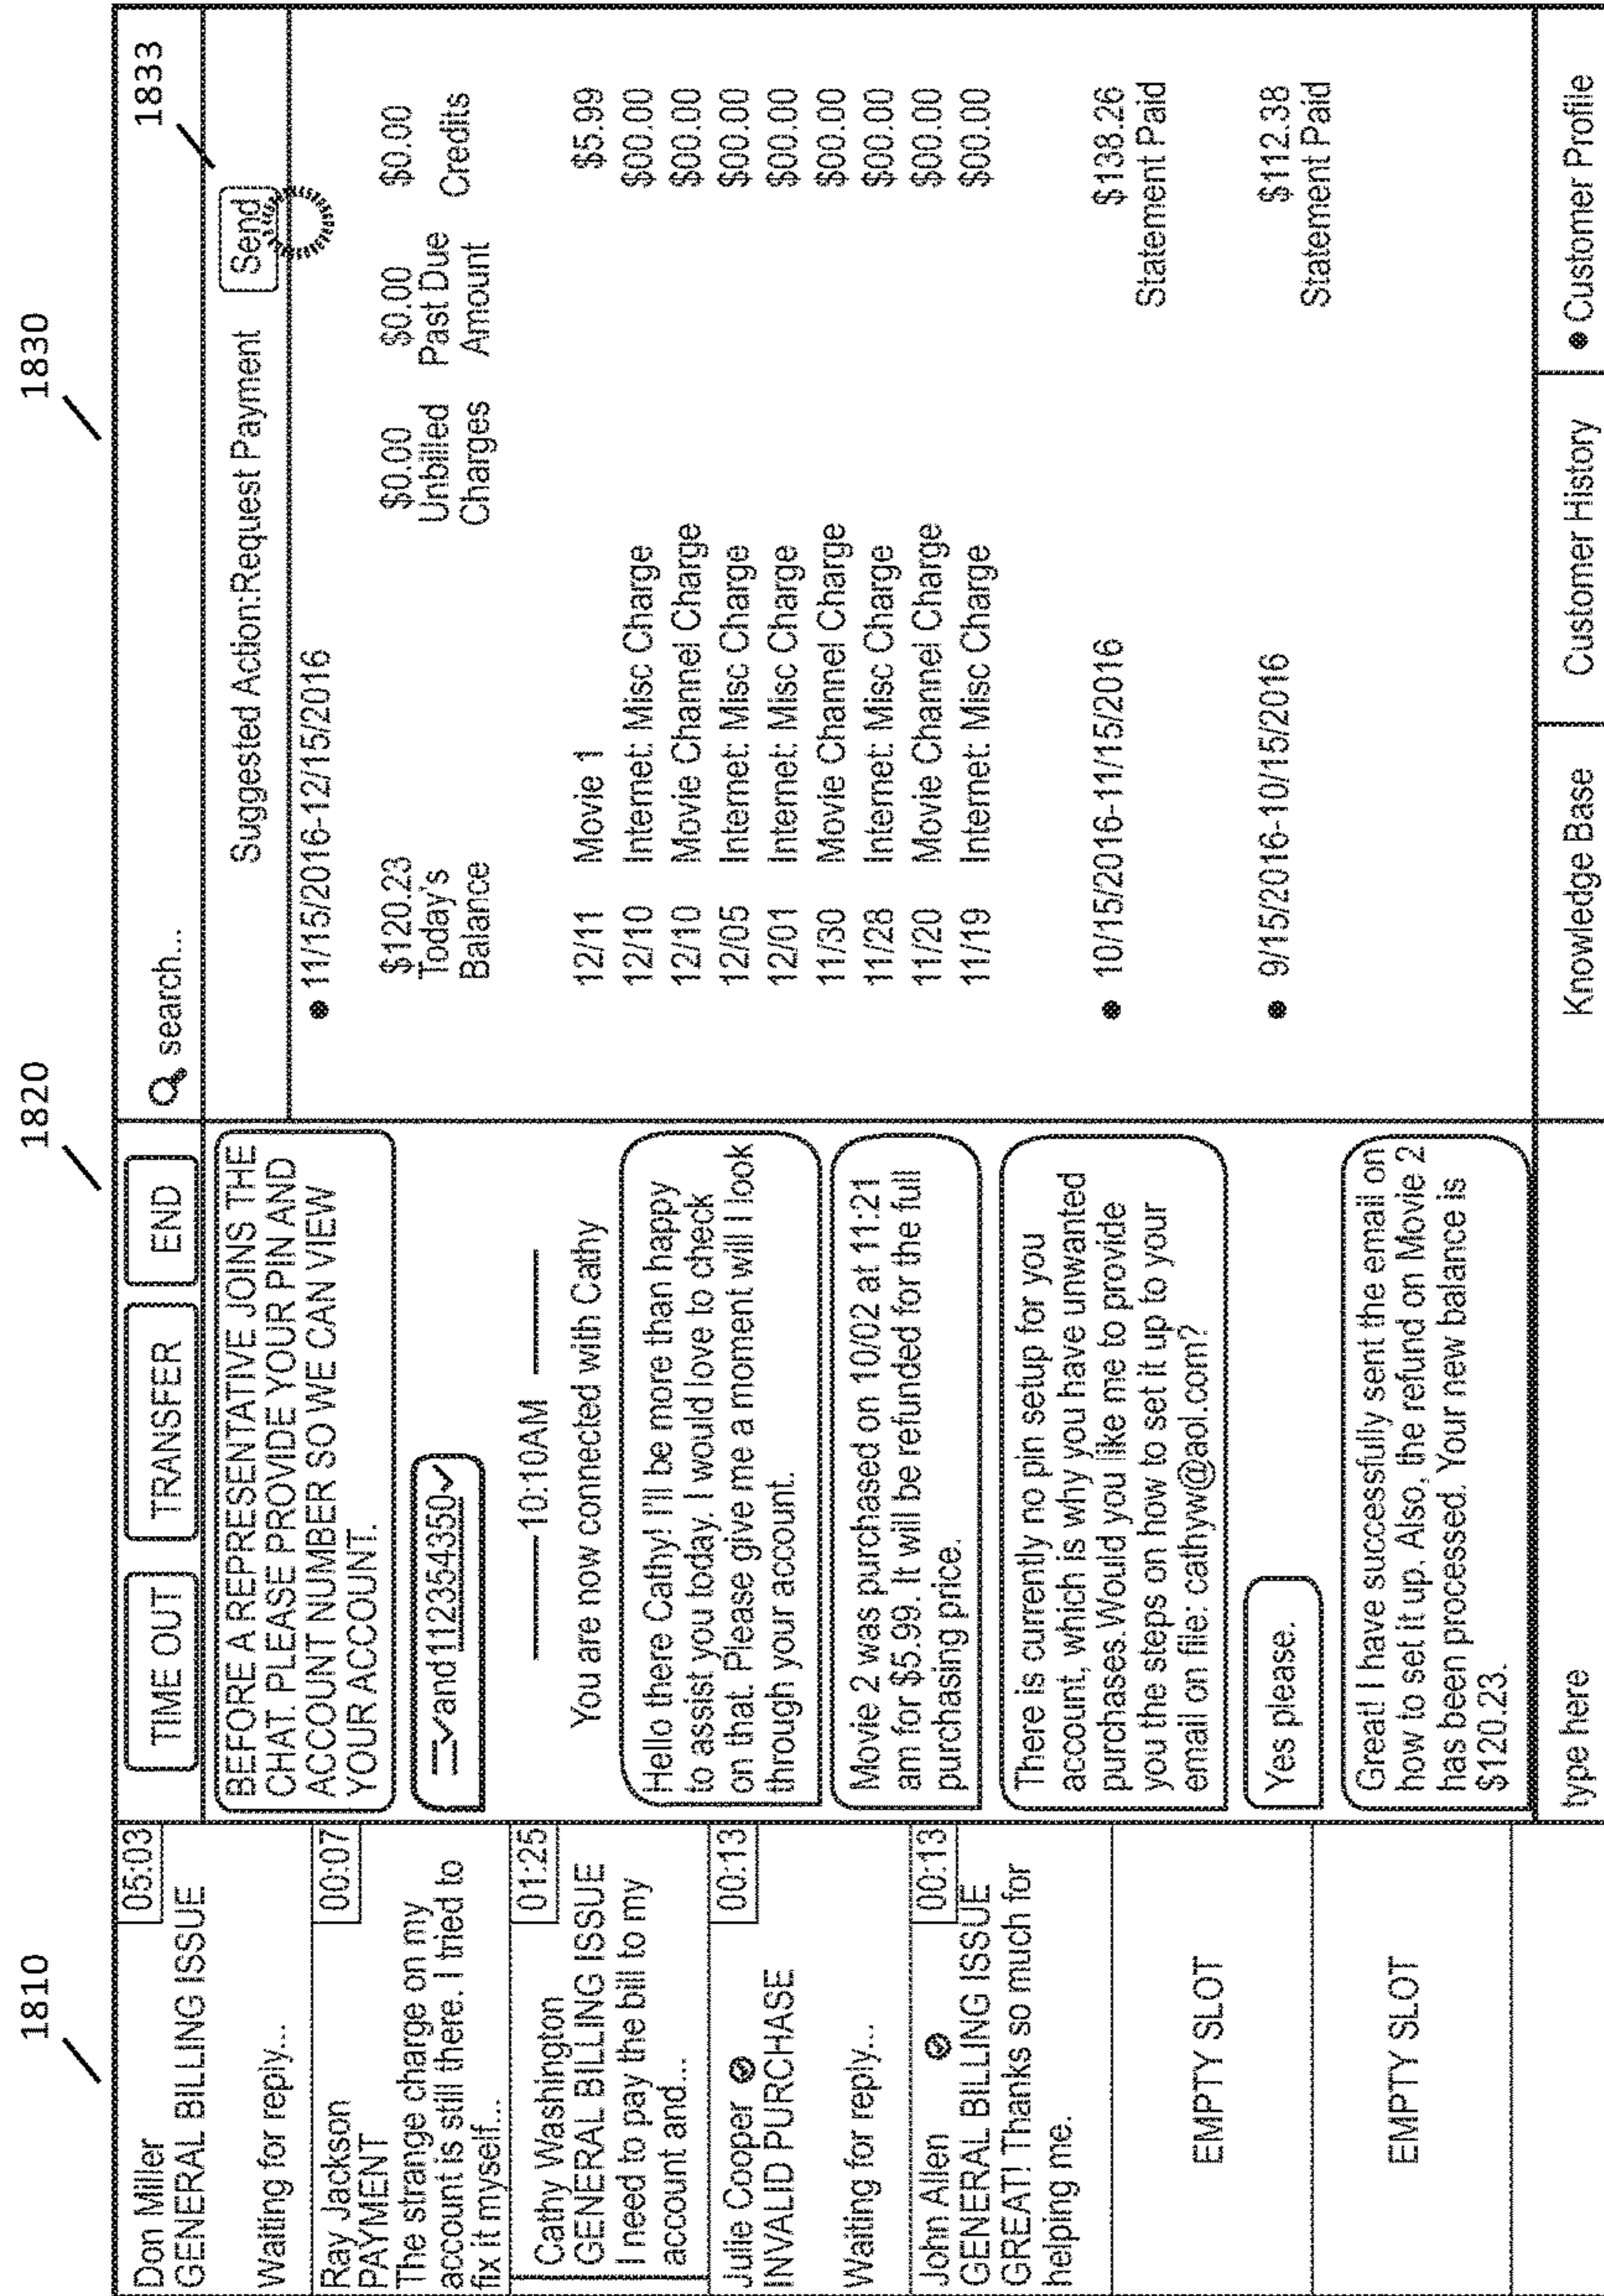 1810
1820
1830
Don Miller
05:03
GENERAL BILLING ISSUE
Waiting for reply...
Ray Jackson
00:07
PAYMENT
The strange charge on my
account is still there. I tried to
fix it myself...
Cathy Washington
01:25
GENERAL BILLING ISSUE
I need to pay the bill to my
account and...
Julie Cooper
00:13
INVALID PURCHASE
Waiting for reply...
John Allen
00:13
GENERAL BILLING ISSUE
GREAT! Thanks so much for
helping me.
EMPTY SLOT
EMPTY SLOT
TIME OUT
TRANSFER
END
BEFORE A REPRESENTATIVE JOINS THE
CHAT. PLEASE PROVIDE YOUR PIN AND
ACCOUNT NUMBER SO WE CAN VIEW
YOUR ACCOUNT.
and 112354350
10:10AM
You are now connected with Cathy
Hello there Cathy! I'll be more than happy
to assist you today. I would love to check
on that. Please give me a moment will I look
through your account.
Movie 2 was purchased on 10/02 at 11:21
am for $5.99. It will be refunded for the full
purchasing price.
There is currently no pin setup for you
account, which is why you have unwanted
purchases.Would you like me to provide
you the steps on how to set it up to your
email on file: cathyw@aol.com?
Yes please.
Great! I have successfully sent the email on
how to set it up. Also, the refund on Movie 2
has been processed. Your new balance is
$120.23.
type here
search...
1833
Suggested Action:Request Payment
Send
• 11/15/2016-12/15/2016
$120.23 $0.00 $0.00 $0.00
Today's Unbilled Past Due Credits
Balance Charges Amount
12/11 Movie 1 $5.99
12/10 Internet: Misc Charge $00.00
12/10 Movie Channel Charge $00.00
12/05 Internet: Misc Charge $00.00
12/01 Internet: Misc Charge $00.00
11/30 Movie Channel Charge $00.00
11/28 Internet: Misc Charge $00.00
11/20 Movie Channel Charge $00.00
11/19 Internet: Misc Charge $00.00
• 10/15/2016-11/15/2016 $138.26
Statement Paid
• 9/15/2016-10/15/2016 $112.38
Statement Paid
Knowledge Base
Customer History
• Customer Profile